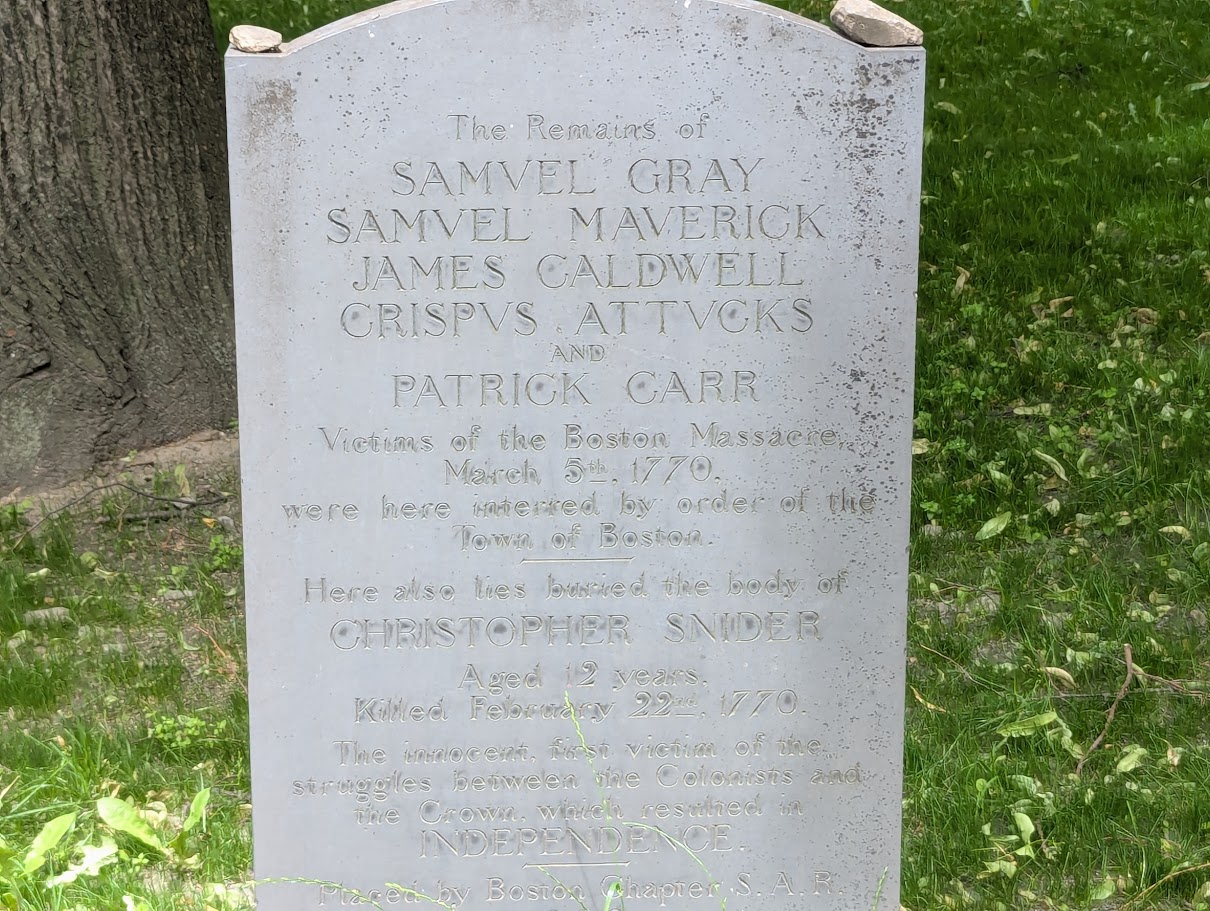 The Remains of
SAMVEL GRAY
SAMVEL MAVERICK
JAMES CALDWELL
CRISPVS . ATTVCKS
AND
PATRICK CARR
Victims of the Boston Massacre,
March 5th, 1770.
were here interred by order of the
Town of Boston.
Here also lies buried the body of
CHRISTOPHER SNIDER
Aged 12 years.
Killed February 22nd, 1770.
The innocent, first victim of the
struggles between the Colonists and
the Crown, which resulted in
INDEPENDENCE.
Placed by Boston Chapter, S.A.R.